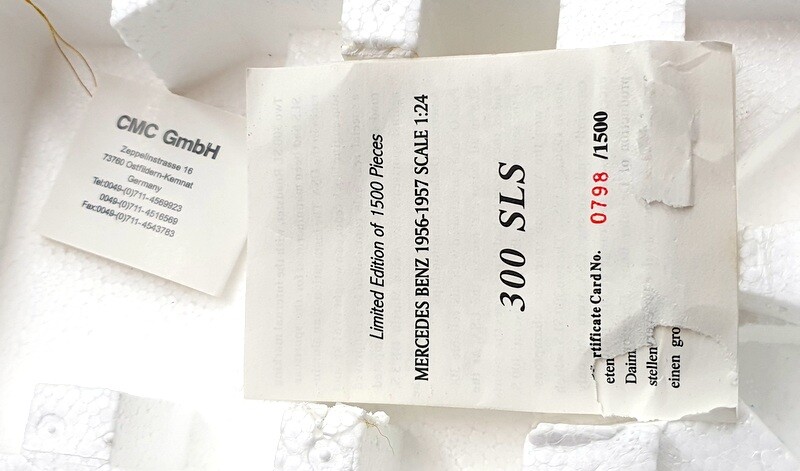 CMC GmbH
Zeppelinstrasse 16
73760 Ostfildern-Kemnat
Germany
Tel:0049-(0)711-4569923
0049-(0)711-4516569
Fax:0049-(0)711-4543783
Limited Edition of 1500 Pieces
MERCEDES BENZ 1956-1957 SCALE 1:24
300 SLS
rtificate Card No. 0798 /1500
eten
Daim
stellen
einen gro